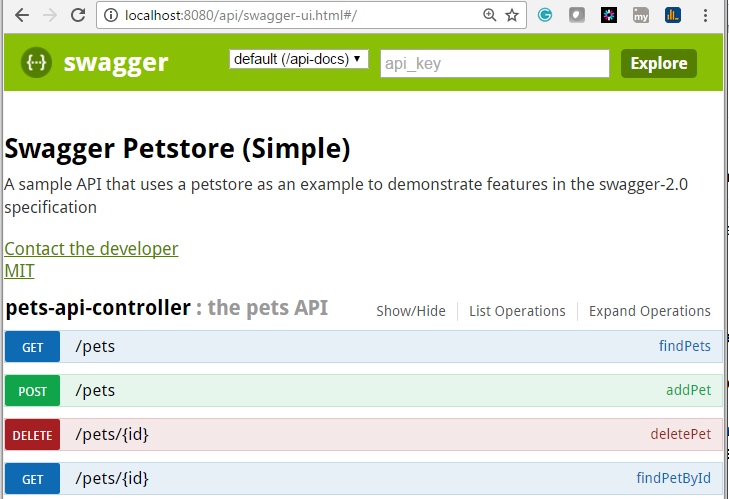 localhost:8080/api/swagger-ui.html#/
my
{··} swagger default (/api-docs) ▼ api_key Explore
Swagger Petstore (Simple)
A sample API that uses a petstore as an example to demonstrate features in the swagger-2.0
specification
Contact the developer
MIT
pets-api-controller : the pets API Show/Hide List Operations Expand Operations
GET /pets findPets
POST /pets addPet
DELETE /pets/{id} deletePet
GET /pets/{id} findPetById